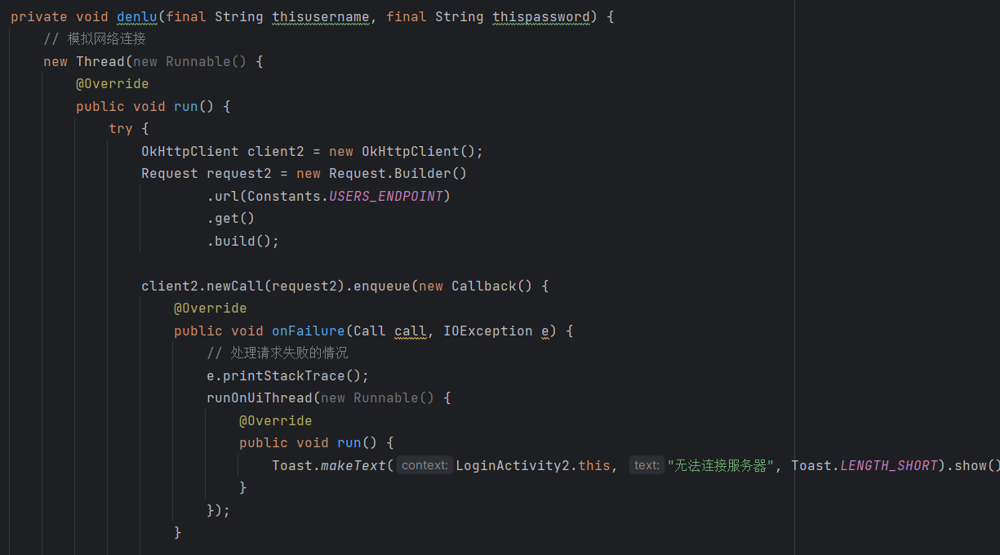 private void denlu(final String thisusername, final String thispassword) {
// 模拟网络连接
new Thread(new Runnable() {
@Override
public void run() {
try {
OkHttpClient client2 = new OkHttpClient();
Request request2 = new Request.Builder()
.url(Constants.USERS_ENDPOINT)
.get()
.build();
client2.newCall(request2).enqueue(new Callback() {
@Override
public void onFailure(Call call, IOException e) {
// 处理请求失败的情况
e.printStackTrace();
runOnUiThread(new Runnable() {
@Override
public void run() {
Toast.makeText( context: LoginActivity2.this, text: "无法连接服务器", Toast.LENGTH_SHORT).show()
}
});
}